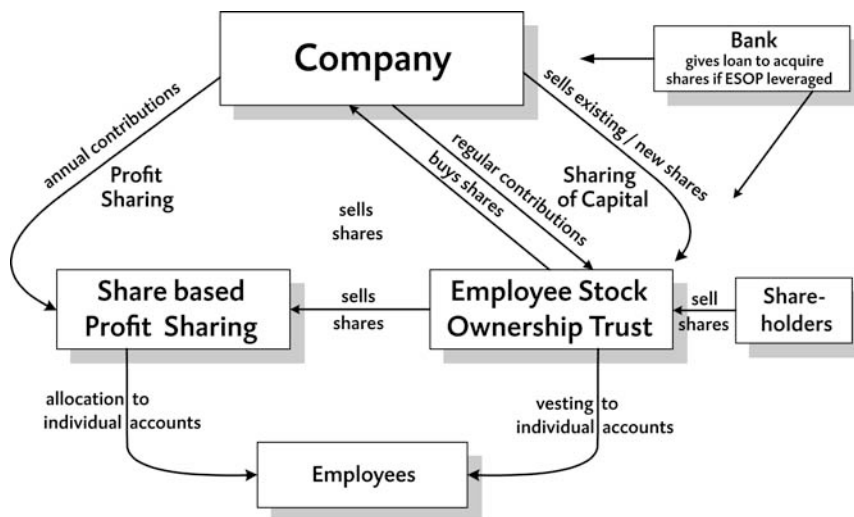 Company
Bank
gives loan to acquire
shares if ESOP leveraged
annual contributions
Profit
Sharing
sells
shares
regular contributions
buys shares
sells existing / new shares
Sharing
of Capital
Share based
Profit Sharing
sells
shares
Employee Stock
Ownership Trust
sell
shares
Share-
holders
allocation to
individual accounts
vesting to
individual accounts
Employees